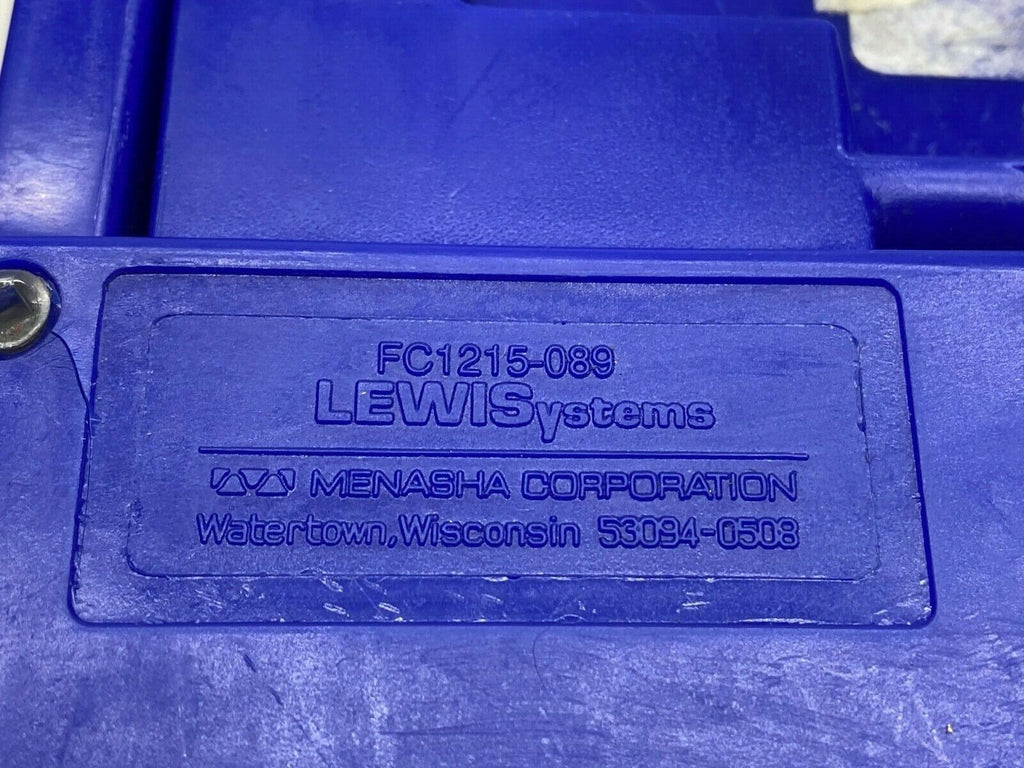 FC1215-089
LEWISystems
MENASHA CORPORATION
Watertown, Wisconsin 53094-0508